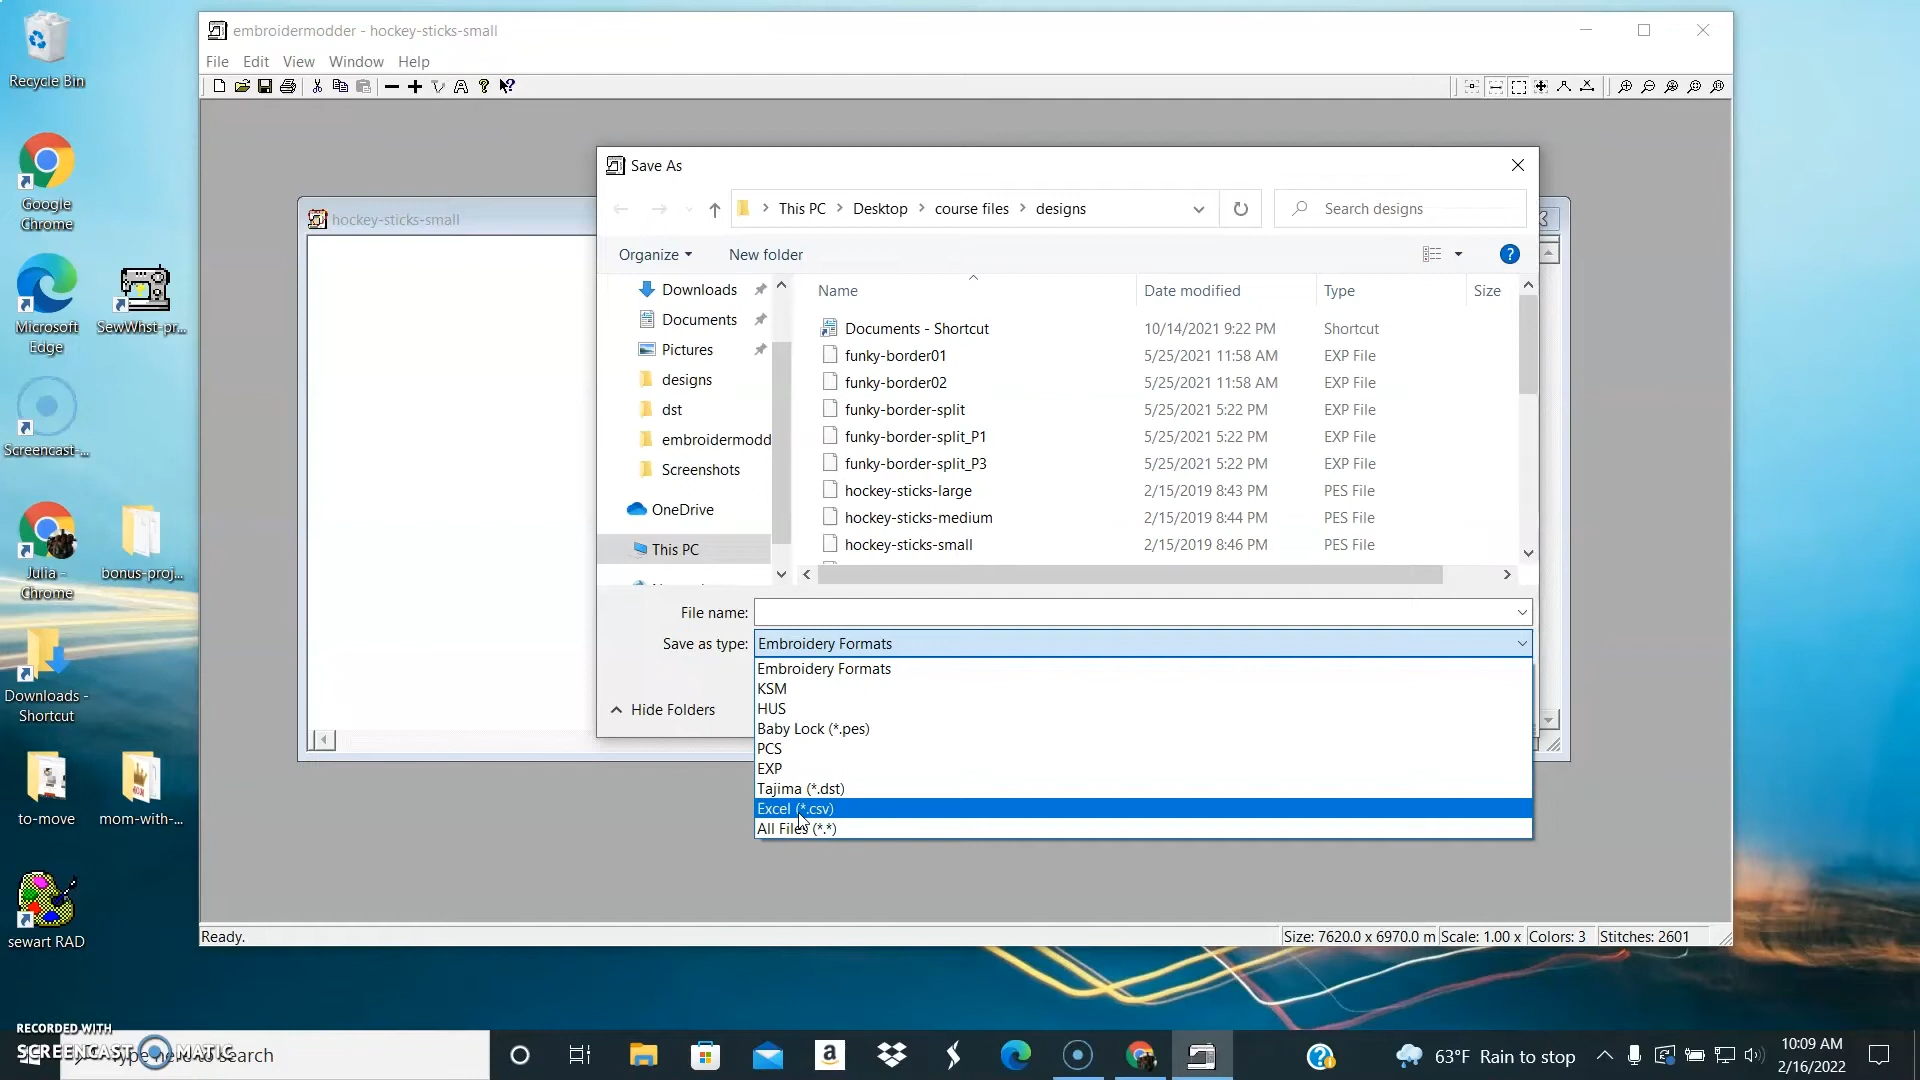 Recycle Bin
Google
Chrome
Microsoft
Edge
SewWhst-pr...
Screencast-...
Julia -
Chrome
bonus-proj...
Downloads -
Shortcut
to-move
mom-with-...
sewart RAD
embroidermodder - hockey-sticks-small
File Edit View Window Help
hockey-sticks-small
Save As
This PC > Desktop > course files > designs
Search designs
Organize
New folder
Downloads
Documents
Pictures
designs
dst
embroidermodd
Screenshots
OneDrive
This PC
Name Date modified Type Size
Documents - Shortcut 10/14/2021 9:22 PM Shortcut
funky-border01 5/25/2021 11:58 AM EXP File
funky-border02 5/25/2021 11:58 AM EXP File
funky-border-split 5/25/2021 5:22 PM EXP File
funky-border-split_P1 5/25/2021 5:22 PM EXP File
funky-border-split_P3 5/25/2021 5:22 PM EXP File
hockey-sticks-large 2/15/2019 8:43 PM PES File
hockey-sticks-medium 2/15/2019 8:44 PM PES File
hockey-sticks-small 2/15/2019 8:46 PM PES File
File name:
Save as type: Embroidery Formats
Embroidery Formats
KSM
HUS
Baby Lock (*.pes)
PCS
EXP
Tajima (*.dst)
Excel (*.csv)
All Files (*.*)
Hide Folders
Ready.
Size: 7620.0 x 6970.0 m Scale: 1.00 x Colors: 3 Stitches: 2601
RECORDED WITH
SCREENCAST MATIC
Type here to search
63°F Rain to stop
10:09 AM
2/16/2022